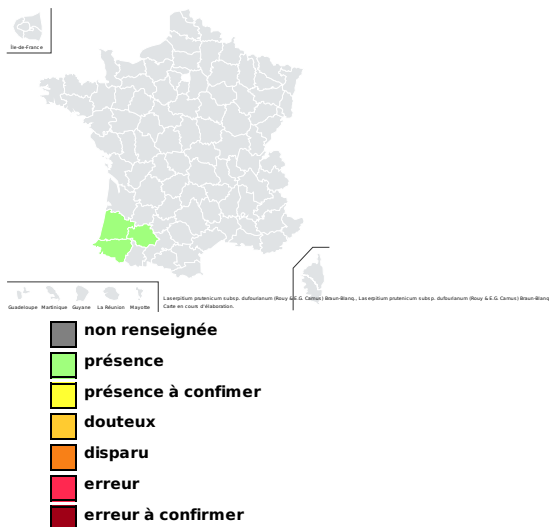 Île-de-France
Guadeloupe Martinique Guyane La Réunion Mayotte
Laserpitium prutenicum subsp. dufourianum (Rouy & E.G. Camus) Braun-Blanq., Laserpitium prutenicum subsp. dufourianum (Rouy & E.G. Camus) Braun-Blanq
Carte en cours d'élaboration.
non renseignée
présence
présence à confimer
douteux
disparu
erreur
erreur à confirmer